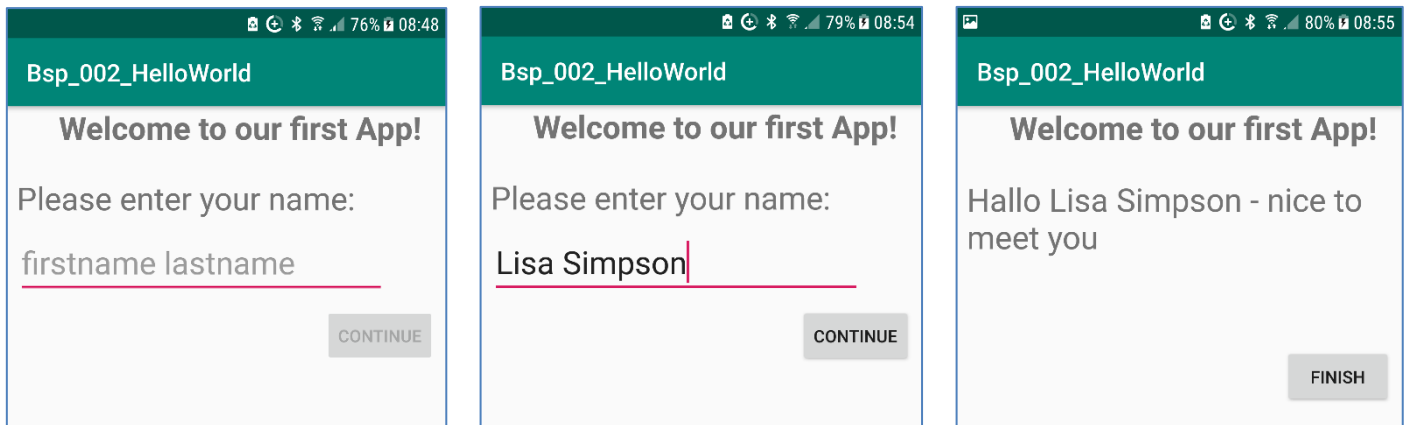 76% 08:48
Bsp_002_HelloWorld
Welcome to our first App!
Please enter your name:
firstname lastname
CONTINUE
79% 08:54
Bsp_002_HelloWorld
Welcome to our first App!
Please enter your name:
Lisa Simpson
CONTINUE
80% 08:55
Bsp_002_HelloWorld
Welcome to our first App!
Hallo Lisa Simpson - nice to
meet you
FINISH